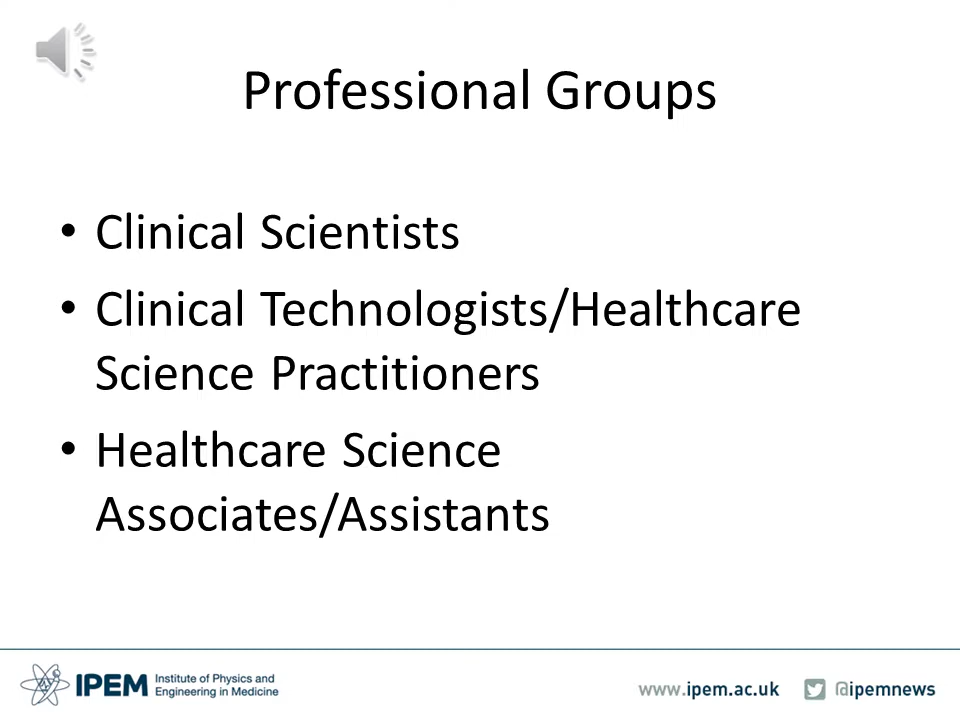 Professional Groups
• Clinical Scientists
• Clinical Technologists/Healthcare
Science Practitioners
• Healthcare Science
Associates/Assistants
IPEM Institute of Physics and
Engineering in Medicine
www.ipem.ac.uk @ipemnews